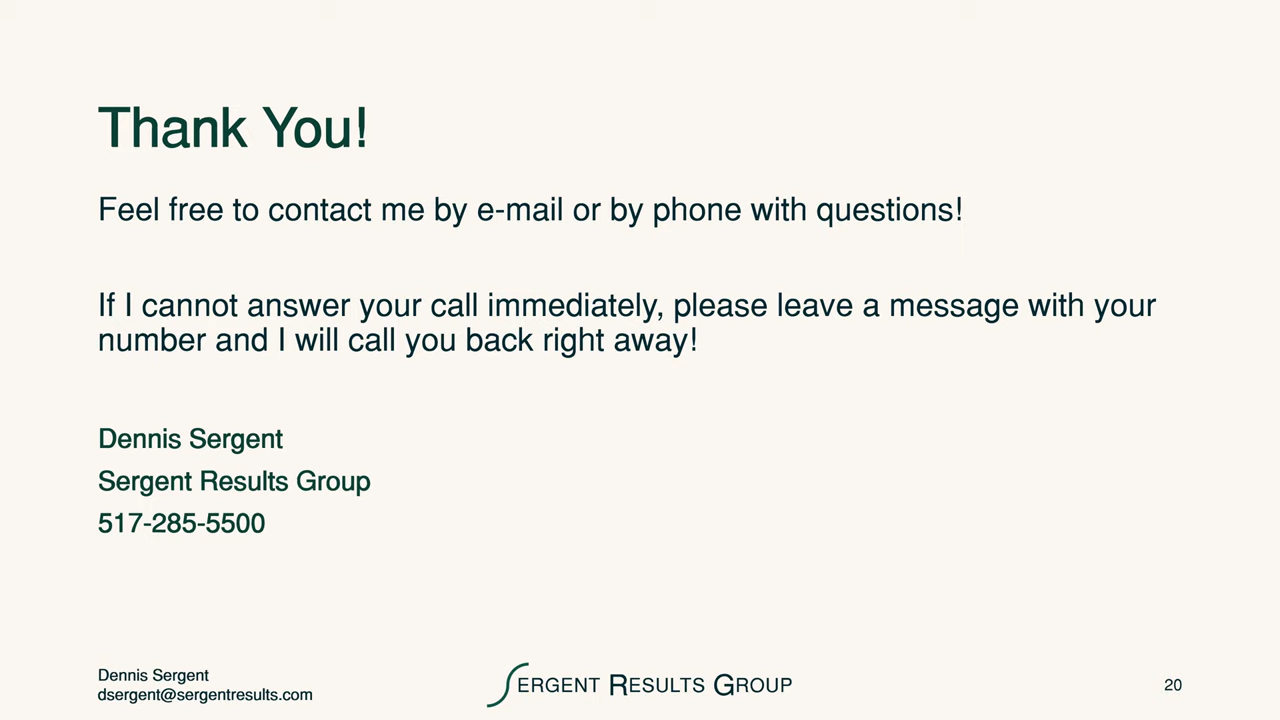 Thank You!
Feel free to contact me by e-mail or by phone with questions!
If I cannot answer your call immediately, please leave a message with your
number and I will call you back right away!
Dennis Sergent
Sergent Results Group
517-285-5500
Dennis Sergent
dsergent@sergentresults.com
SERGENT RESULTS GROUP
20